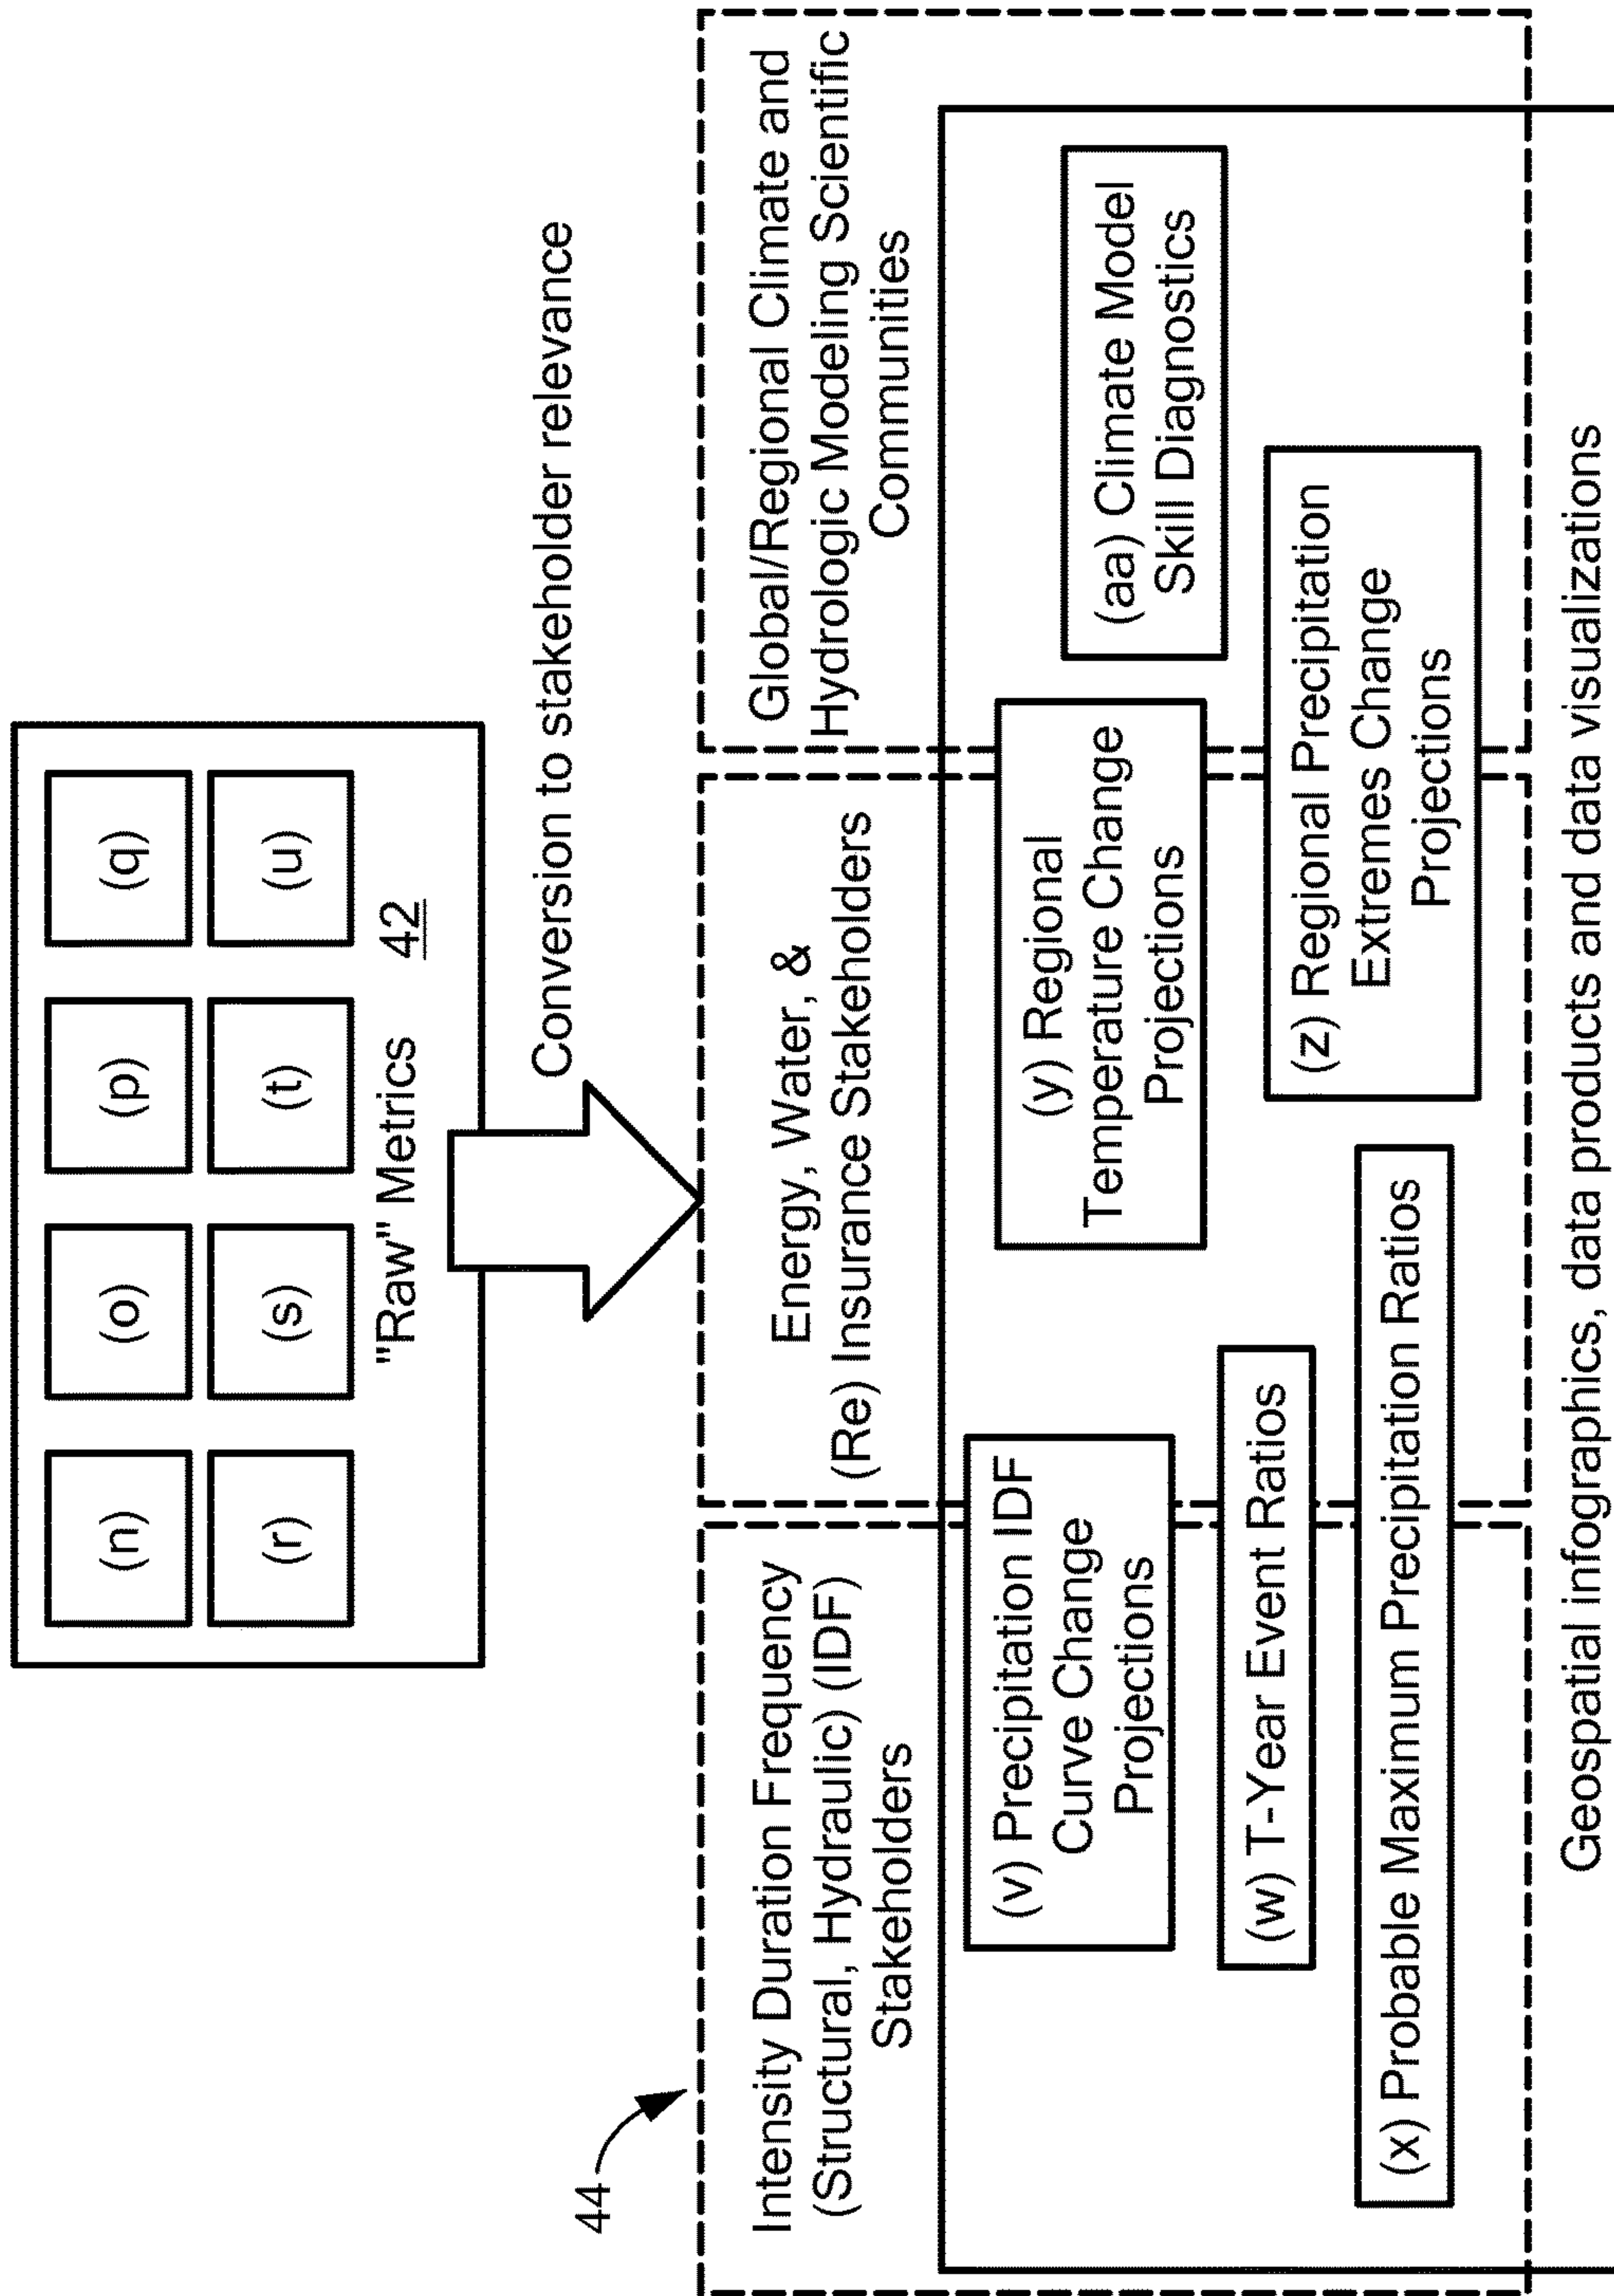 (n)
(o)
(p)
(q)
(r)
(s)
(t)
(u)
"Raw" Metrics
42
Conversion to stakeholder relevance
44
Intensity Duration Frequency
(Structural, Hydraulic) (IDF)
Stakeholders
Energy, Water, &
(Re) Insurance Stakeholders
Global/Regional Climate and
Hydrologic Modeling Scientific
Communities
(v) Precipitation IDF
Curve Change
Projections
(w) T-Year Event Ratios
(x) Probable Maximum Precipitation Ratios
(y) Regional
Temperature Change
Projections
(z) Regional Precipitation
Extremes Change
Projections
(aa) Climate Model
Skill Diagnostics
Geospatial infographics, data products and data visualizations